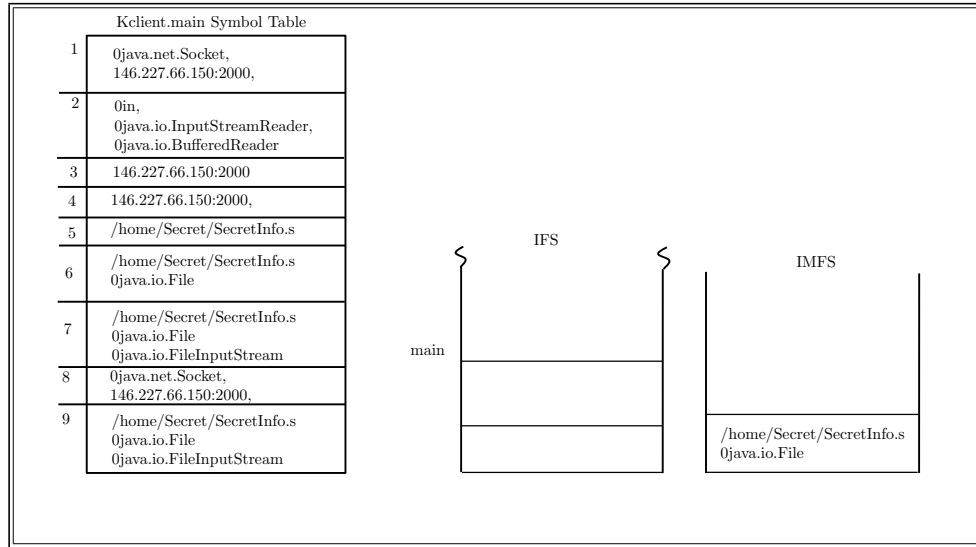 Kclient.main Symbol Table
1
0java.net.Socket,
146.227.66.150:2000,
2
0in,
0java.io.InputStreamReader,
0java.io.BufferedReader
3
146.227.66.150:2000
4
146.227.66.150:2000,
5
/home/Secret/SecretInfo.s
6
/home/Secret/SecretInfo.s
0java.io.File
7
/home/Secret/SecretInfo.s
0java.io.File
0java.io.FileInputStream
8
0java.net.Socket,
146.227.66.150:2000,
9
/home/Secret/SecretInfo.s
0java.io.File
0java.io.FileInputStream
IFS
main
IMFS
/home/Secret/SecretInfo.s
0java.io.File